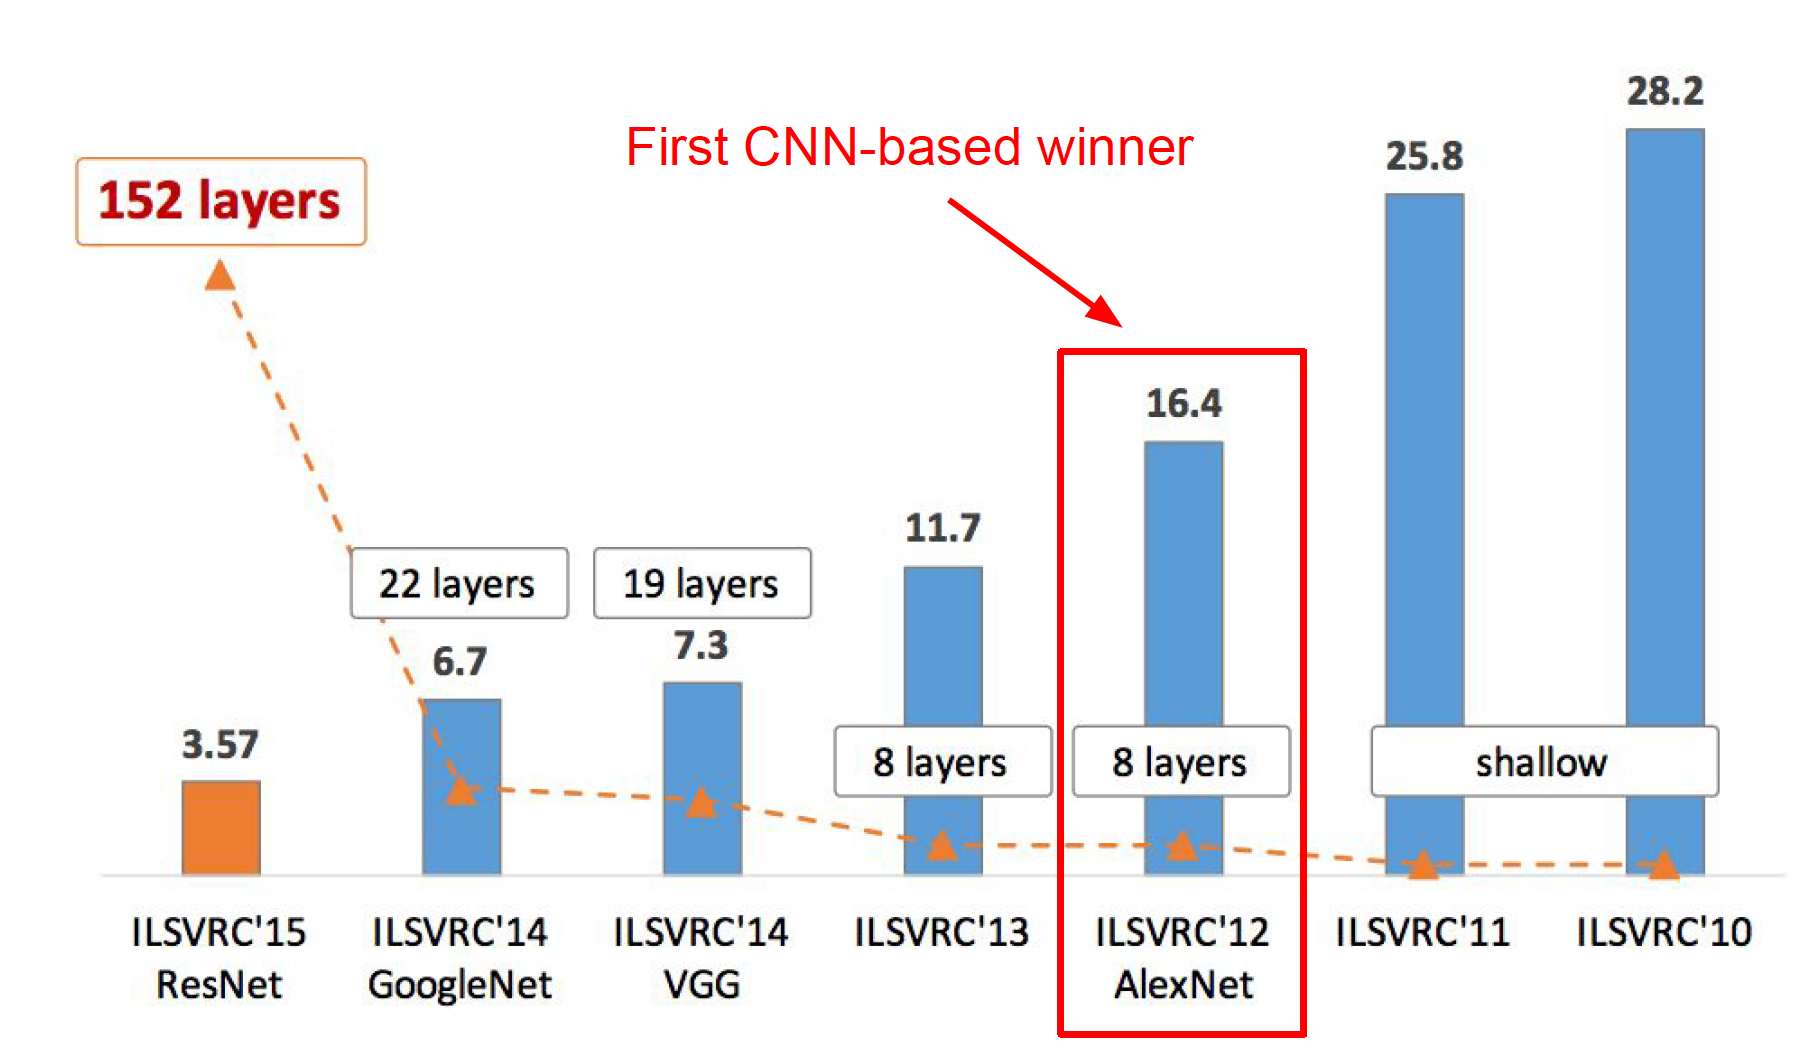 28.2
First CNN-based winner
25.8
152 layers
16.4
11.7
22 layers
19 layers
6.7
7.3
3.57
8 layers
8 layers
shallow
ILSVRC'15
ResNet
ILSVRC'14
GoogleNet
ILSVRC'14
VGG
ILSVRC'13
ILSVRC'12
AlexNet
ILSVRC'11
ILSVRC'10